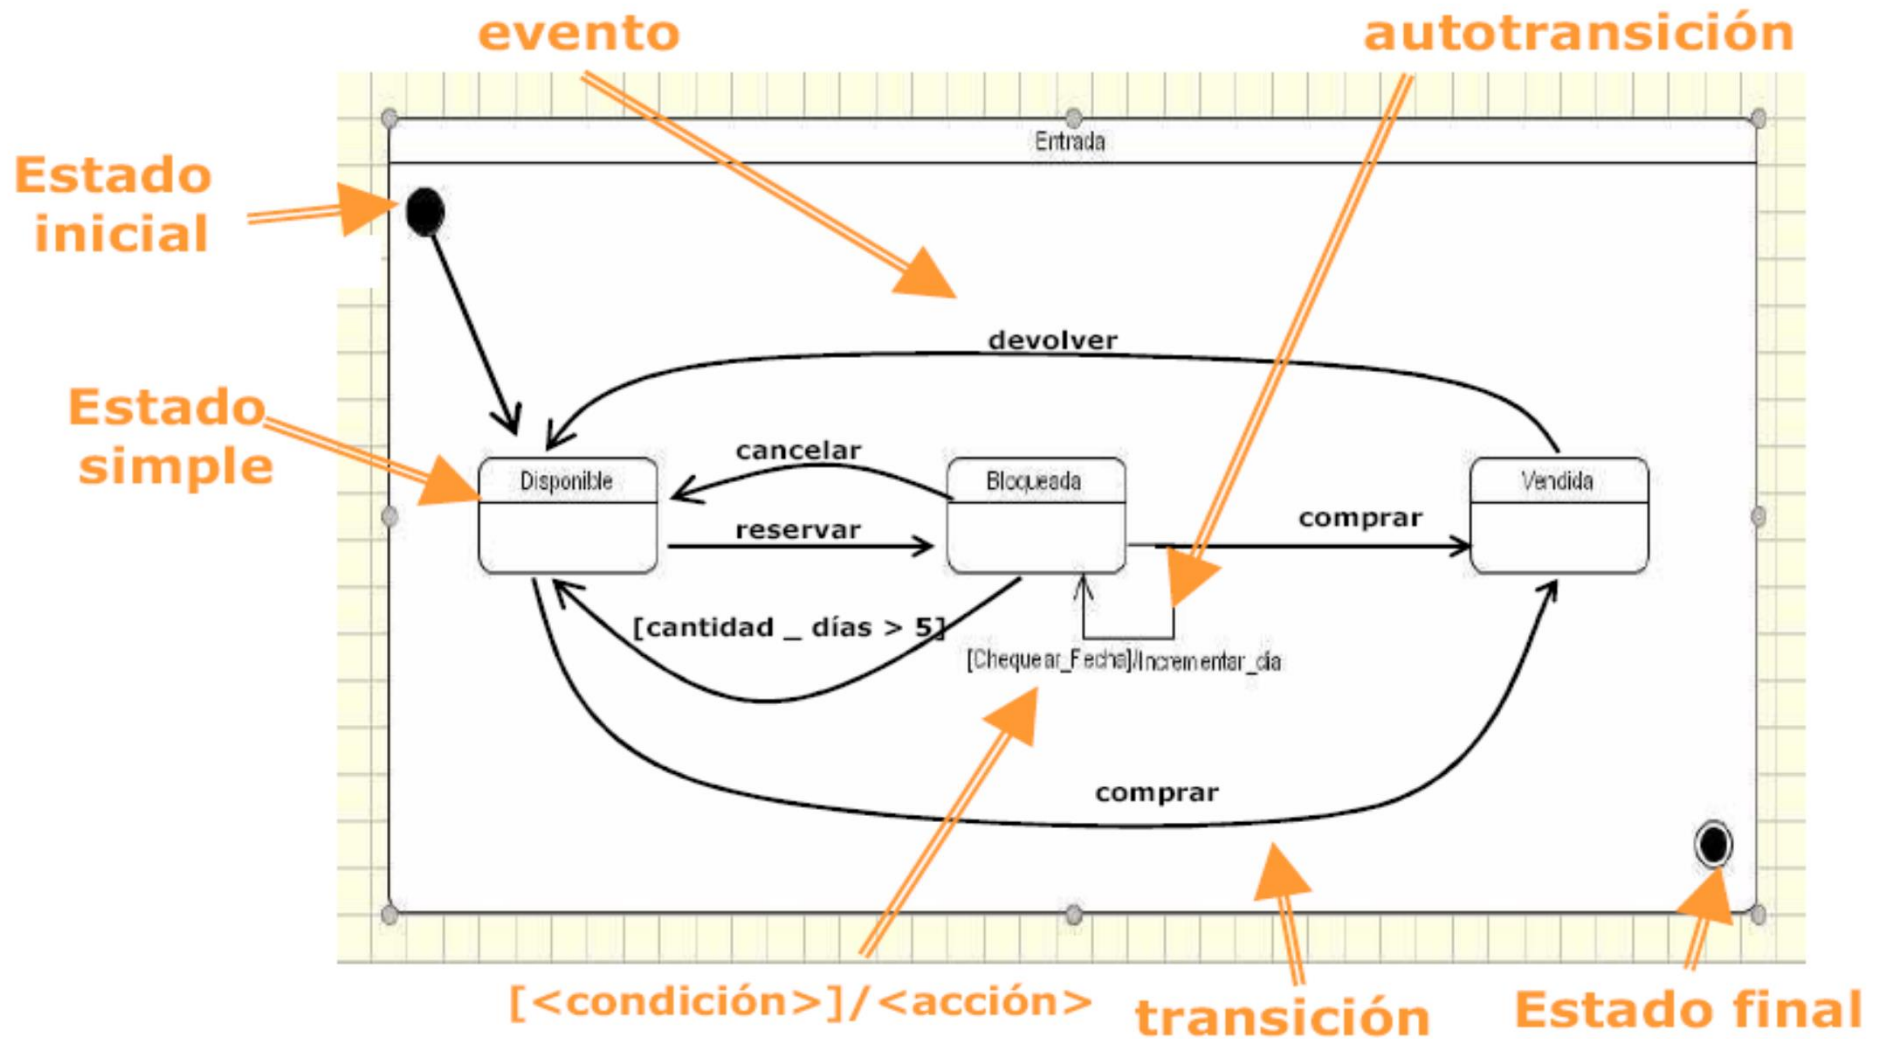 evento
autotransición
Entrada
Estado
inicial
devolver
Estado
simple
cancelar
Disponible
Bloqueada
Vendida
reservar
comprar
[cantidad _ días > 5]
[Chequear_Fecha]/Incrementar_día
comprar
[<condición>]/<acción>
transición
Estado final